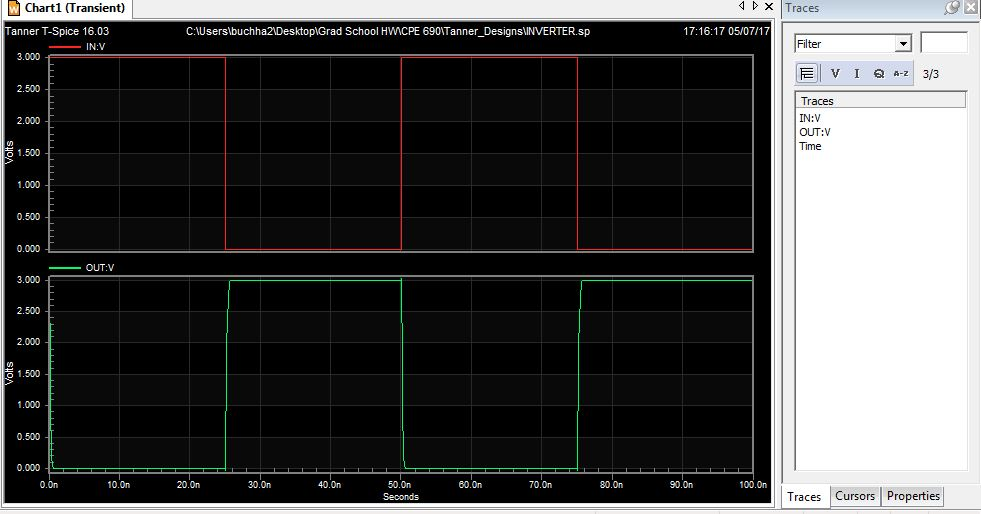 Chart1 (Transient)
Tanner T-Spice 16.03 C:\Users\buchha2\Desktop\Grad School HW\CPE 690\Tanner_Designs\INVERTER.sp 17:16:17 05/07/17
IN:V
3.000
2.500
2.000
1.500
1.000
0.500
0.000
Volts
OUT:V
3.000
2.500
2.000
1.500
1.000
0.500
0.000
Volts
0.0n 10.0n 20.0n 30.0n 40.0n 50.0n 60.0n 70.0n 80.0n 90.0n 100.0n
Seconds
Traces
Filter
V I Q A-Z 3/3
Traces
IN:V
OUT:V
Time
Traces Cursors Properties